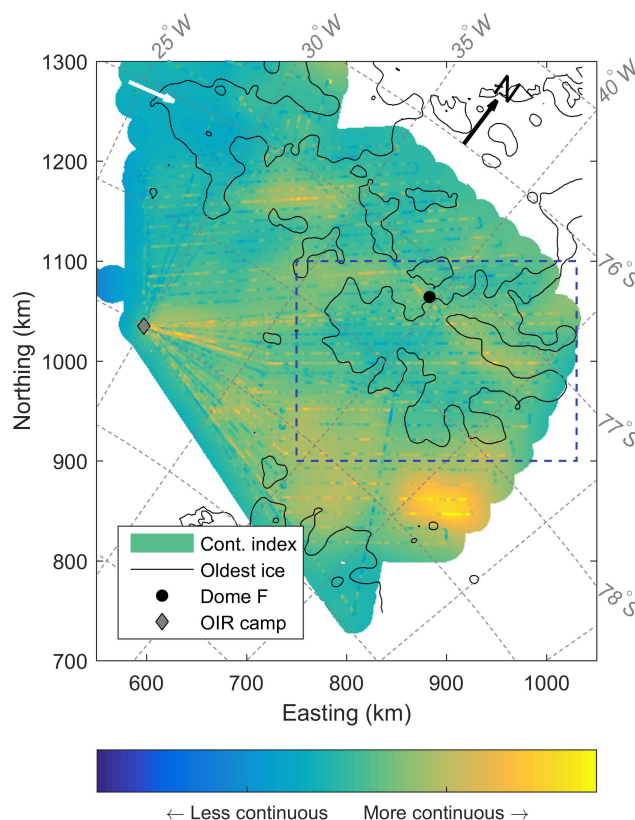 25°W
30°W
35°W
40°W
N
76°S
77°S
78°S
1300
1200
1100
1000
900
800
700
Northing (km)
Cont. index
Oldest ice
Dome F
OIR camp
600
700
800
900
1000
Easting (km)
← Less continuous
More continuous →